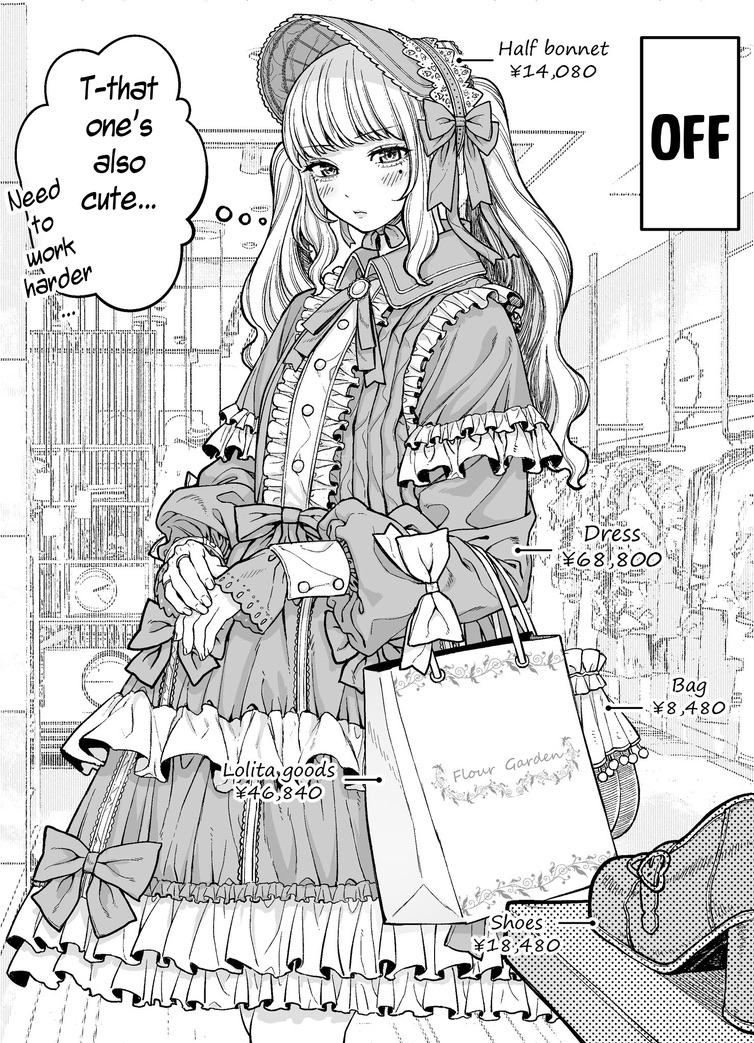 Half bonnet
¥14,080
OFF
T-that
one's
also
cute...
Need
to
work
harder
...
Dress
¥68,800
Bag
¥8,480
Flour Garden
Lolita goods
¥46,840
Shoes
¥18,480